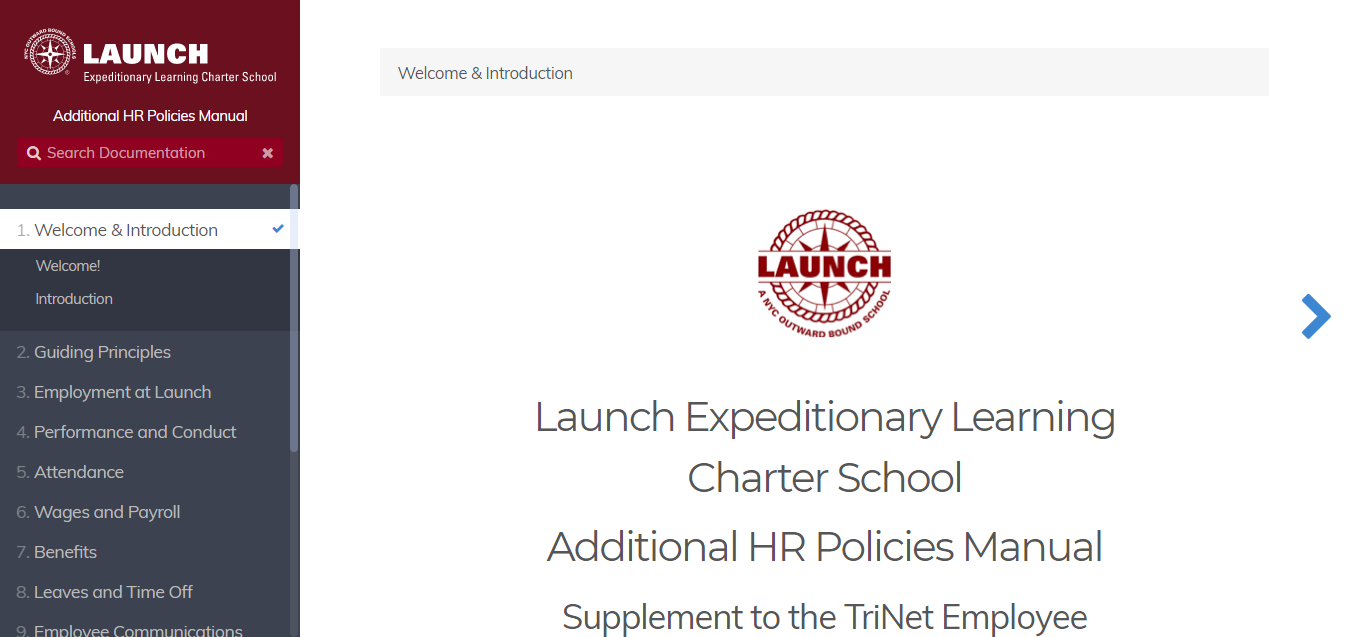 NYC OUTWARD BOUND SCHOOLS
LAUNCH
Expeditionary Learning Charter School
Additional HR Policies Manual
Search Documentation
1. Welcome & Introduction
Welcome!
Introduction
2. Guiding Principles
3. Employment at Launch
4. Performance and Conduct
5. Attendance
6. Wages and Payroll
7. Benefits
8. Leaves and Time Off
9. Employee Communications
Welcome & Introduction
LAUNCH
A NYC OUTWARD BOUND SCHOOL
Launch Expeditionary Learning
Charter School
Additional HR Policies Manual
Supplement to the TriNet Employee